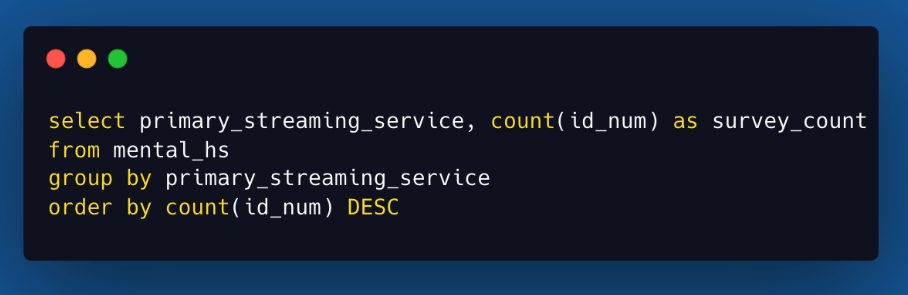 select primary_streaming_service, count(id_num) as survey_count
from mental_hs
group by primary_streaming_service
order by count(id_num) DESC